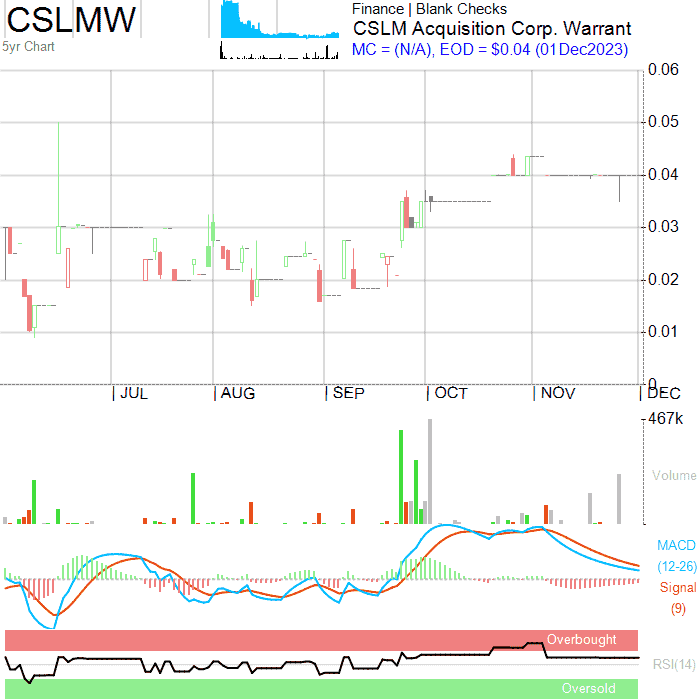 CSLMW
5yr Chart
Finance | Blank Checks
CSLM Acquisition Corp. Warrant
MC = (N/A), EOD = $0.04 (01Dec2023)
0.06
0.05
0.04
0.03
0.02
0.01
0
| JUL | AUG | SEP | OCT | NOV | DEC
467k
Volume
MACD
(12-26)
Signal
(9)
Overbought
RSI(14)
Oversold